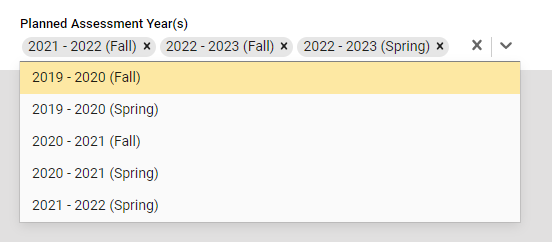 Planned Assessment Year(s)
2021 - 2022 (Fall) × 2022 - 2023 (Fall) × 2022 - 2023 (Spring) ×
2019 - 2020 (Fall)
2019 - 2020 (Spring)
2020 - 2021 (Fall)
2020 - 2021 (Spring)
2021 - 2022 (Spring)